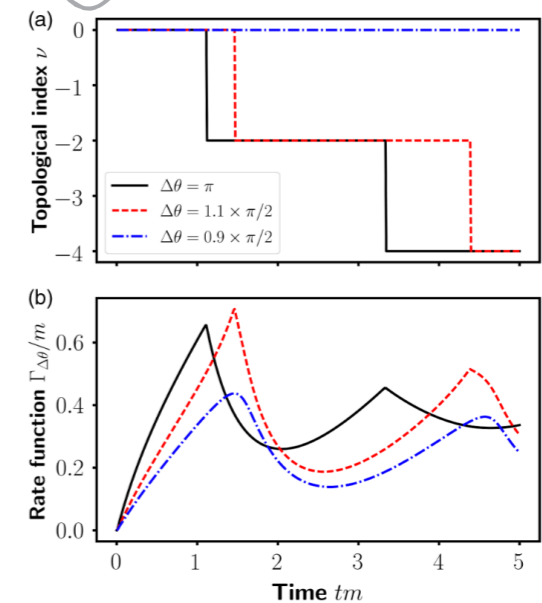 (a)
Topological index ν
0
−1
−2
−3
−4
Δθ = π
Δθ = 1.1 × π/2
Δθ = 0.9 × π/2
(b)
Rate function Γ_Δθ/m
0.6
0.4
0.2
0.0
0 1 2 3 4 5
Time tm